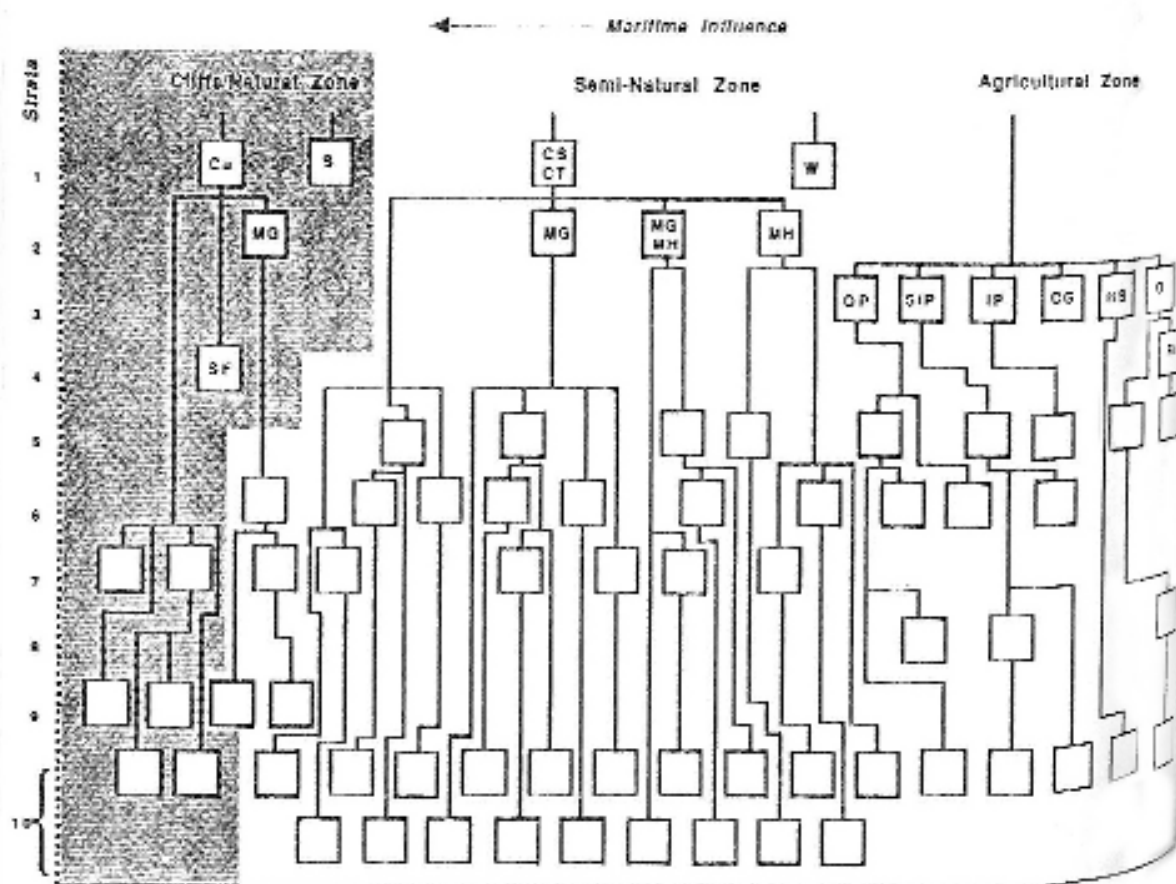 Maritime Influence
Strata
Cliffs/Natural Zone
Semi-Natural Zone
Agricultural Zone
1
Ca
S
CS
CT
W
2
MG
MG
MG
MH
MH
3
OP
SIP
IP
CG
4
SF
5
6
7
8
9
10